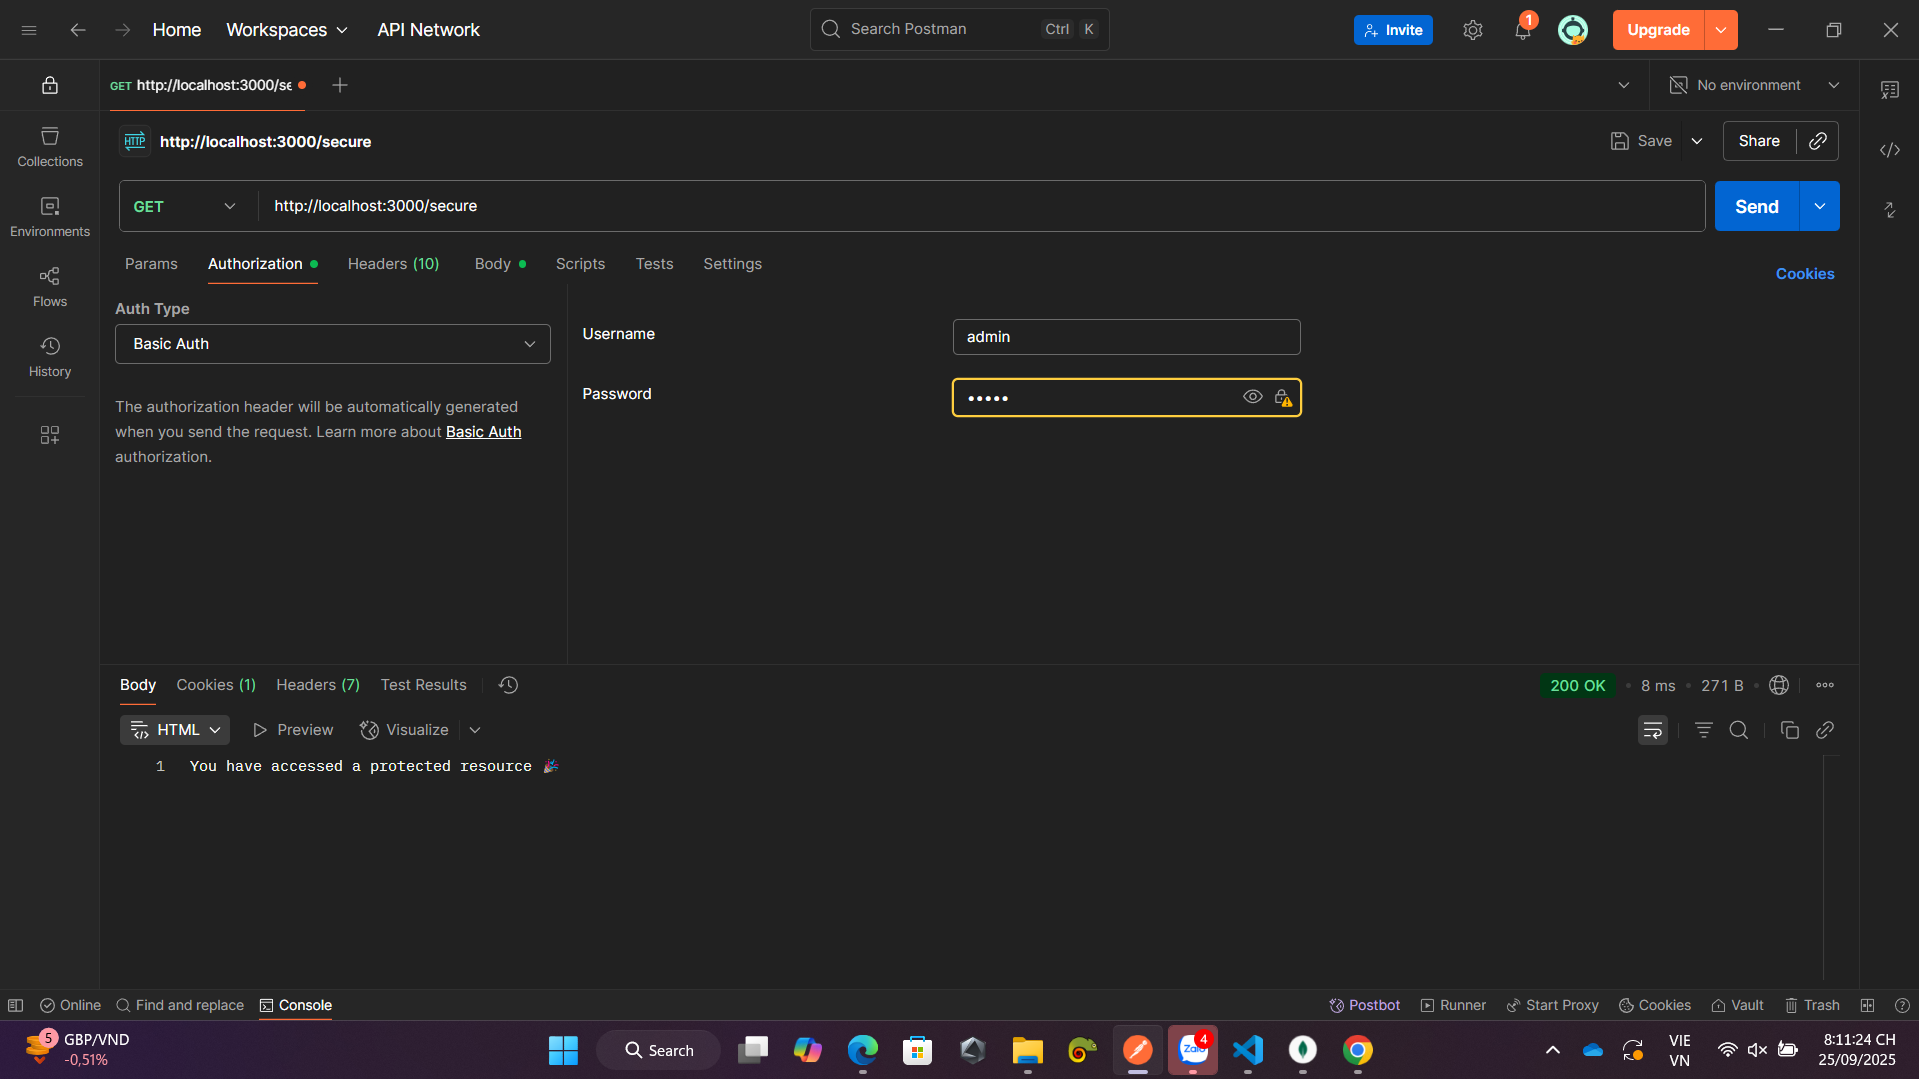 Home
Workspaces
API Network
Search Postman
Ctrl K
Invite
1
Upgrade
GET http://localhost:3000/se
No environment
HTTP
http://localhost:3000/secure
Save
Share
Collections
Environments
Flows
History
GET
http://localhost:3000/secure
Send
Params
Authorization
Headers (10)
Body
Scripts
Tests
Settings
Cookies
Auth Type
Basic Auth
The authorization header will be automatically generated
when you send the request. Learn more about Basic Auth
authorization.
Username
admin
Password
•••••
Body
Cookies (1)
Headers (7)
Test Results
200 OK
8 ms
271 B
HTML
Preview
Visualize
1 You have accessed a protected resource 🎉
Online
Find and replace
Console
Postbot
Runner
Start Proxy
Cookies
Vault
Trash
5
GBP/VND
-0,51%
Search
Zalo
4
VIE
VN
8:11:24 CH
25/09/2025